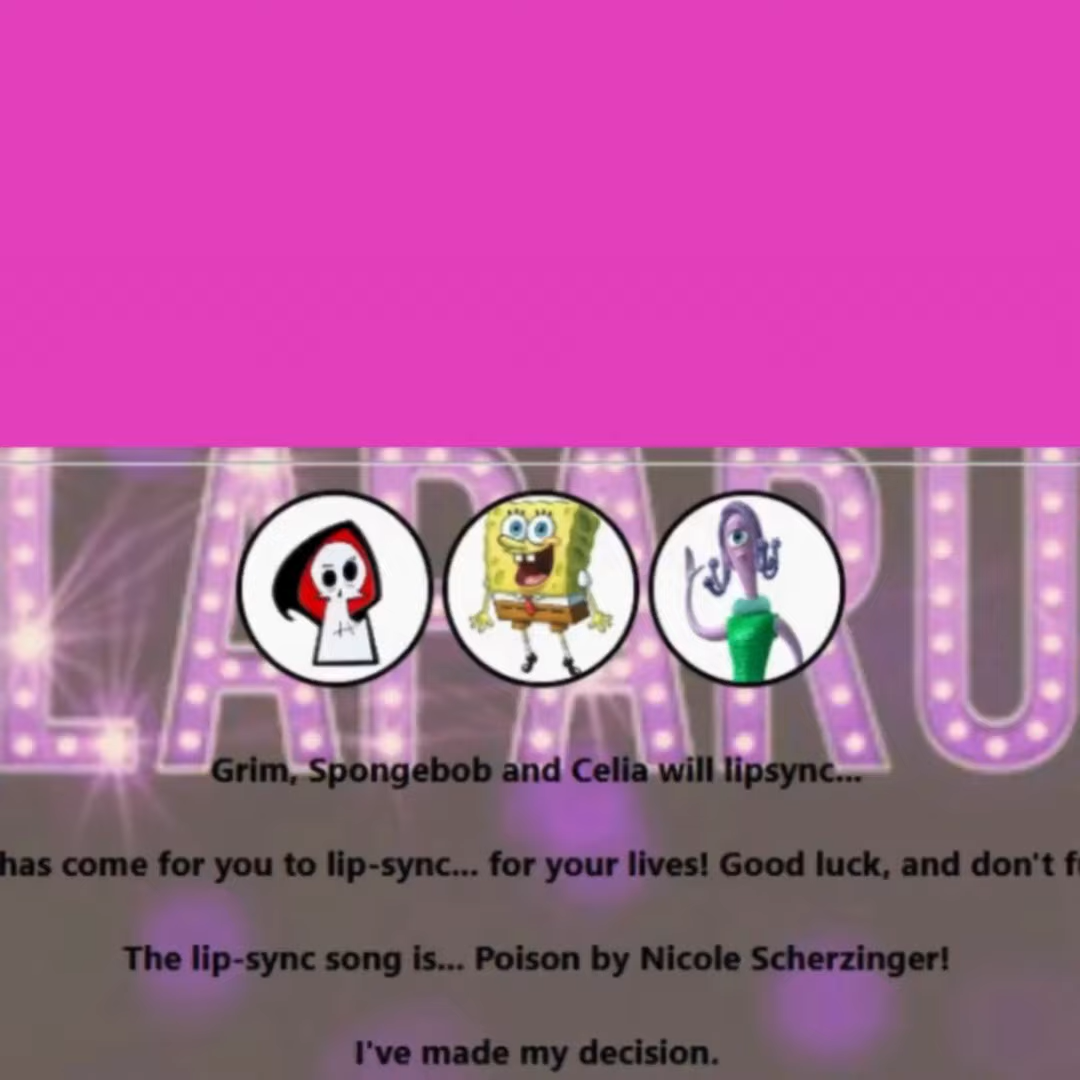 LAPARU
Grim, Spongebob and Celia will lipsync...
has come for you to lip-sync... for your lives! Good luck, and don't
The lip-sync song is... Poison by Nicole Scherzinger!
I've made my decision.